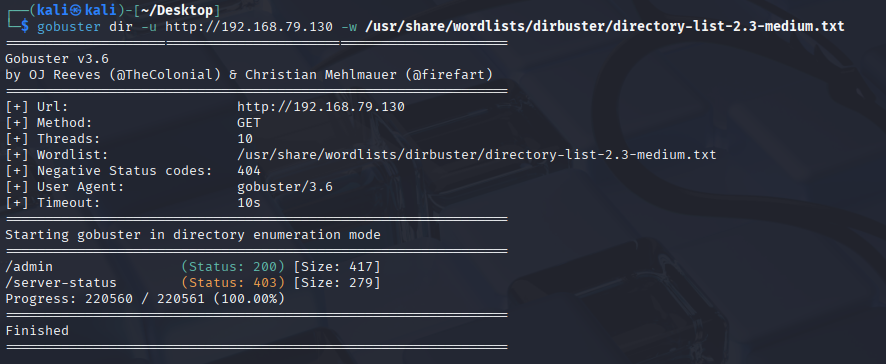 ┌──(kali㉿kali)-[~/Desktop]
└─$ gobuster dir -u http://192.168.79.130 -w /usr/share/wordlists/dirbuster/directory-list-2.3-medium.txt
===============================================================
Gobuster v3.6
by OJ Reeves (@TheColonial) & Christian Mehlmauer (@firefart)
===============================================================
[+] Url:                     http://192.168.79.130
[+] Method:                  GET
[+] Threads:                 10
[+] Wordlist:                /usr/share/wordlists/dirbuster/directory-list-2.3-medium.txt
[+] Negative Status codes:   404
[+] User Agent:              gobuster/3.6
[+] Timeout:                 10s
===============================================================
Starting gobuster in directory enumeration mode
===============================================================
/admin                (Status: 200) [Size: 417]
/server-status        (Status: 403) [Size: 279]
Progress: 220560 / 220561 (100.00%)
===============================================================
Finished
===============================================================